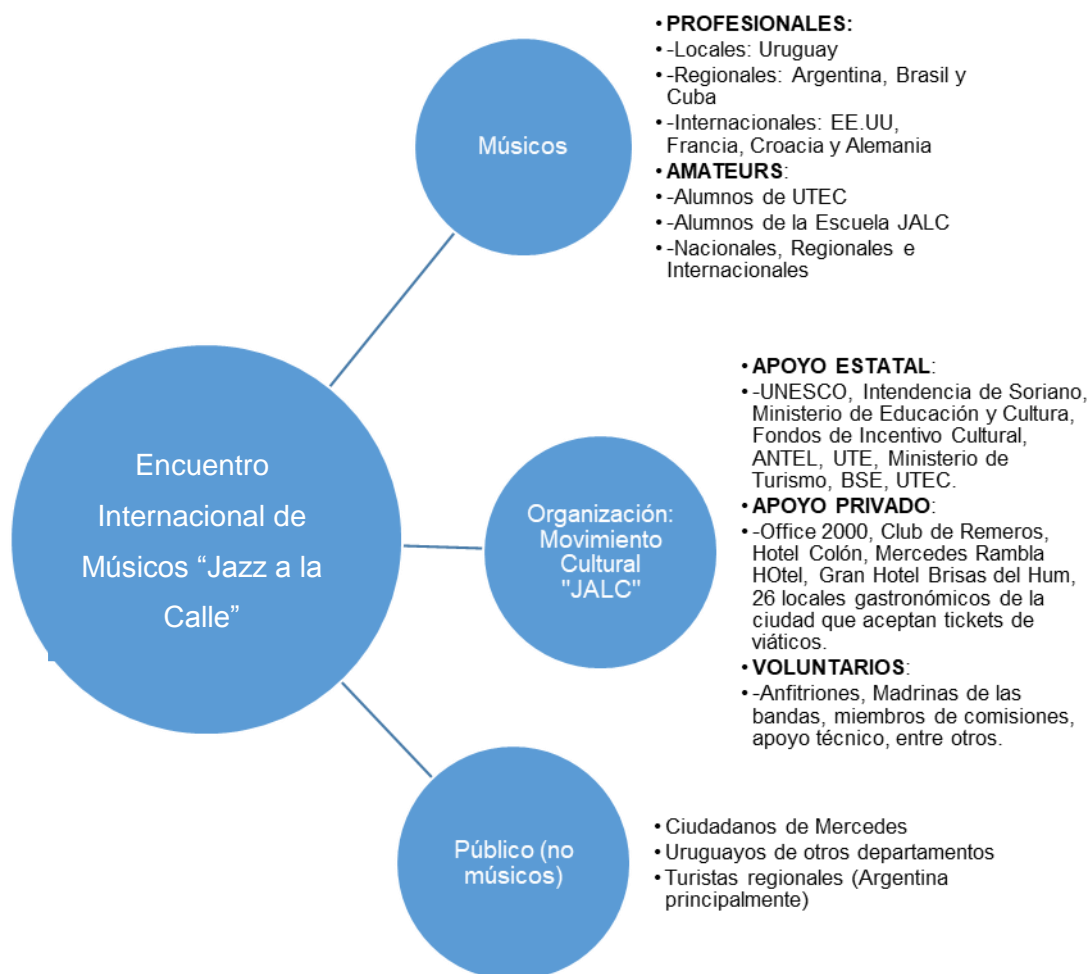 • PROFESIONALES:
• -Locales: Uruguay
• -Regionales: Argentina, Brasil y
Cuba
• -Internacionales: EE.UU,
Francia, Croacia y Alemania
• AMATEURS:
• -Alumnos de UTEC
• -Alumnos de la Escuela JALC
• -Nacionales, Regionales e
Internacionales
Músicos
Encuentro
Internacional de
Músicos “Jazz a la
Calle”
Organización:
Movimiento
Cultural
"JALC"
• APOYO ESTATAL:
• -UNESCO, Intendencia de Soriano,
Ministerio de Educación y Cultura,
Fondos de Incentivo Cultural,
ANTEL, UTE, Ministerio de
Turismo, BSE, UTEC.
• APOYO PRIVADO:
• -Office 2000, Club de Remeros,
Hotel Colón, Mercedes Rambla
HOtel, Gran Hotel Brisas del Hum,
26 locales gastronómicos de la
ciudad que aceptan tickets de
viáticos.
• VOLUNTARIOS:
• -Anfitriones, Madrinas de las
bandas, miembros de comisiones,
apoyo técnico, entre otros.
Público (no
músicos)
• Ciudadanos de Mercedes
• Uruguayos de otros departamentos
• Turistas regionales (Argentina
principalmente)